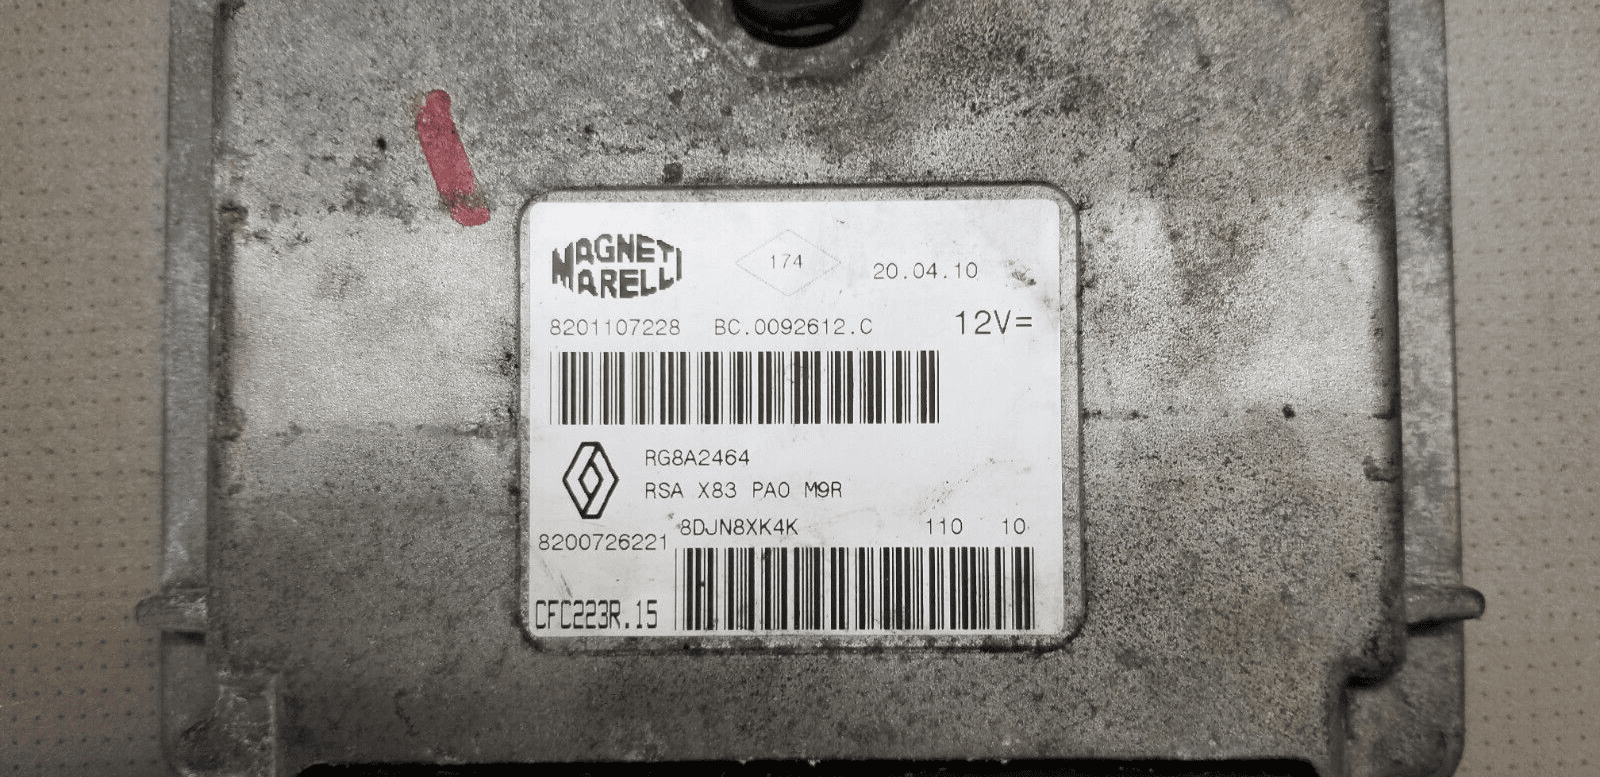 MAGNETI
MARELLI
174
20.04.10
8201107228 BC.0092612.C 12V=
RG8A2464
RSA X83 PA0 M9R
8DJN8XK4K 110 10
8200726221
CFC223R.15